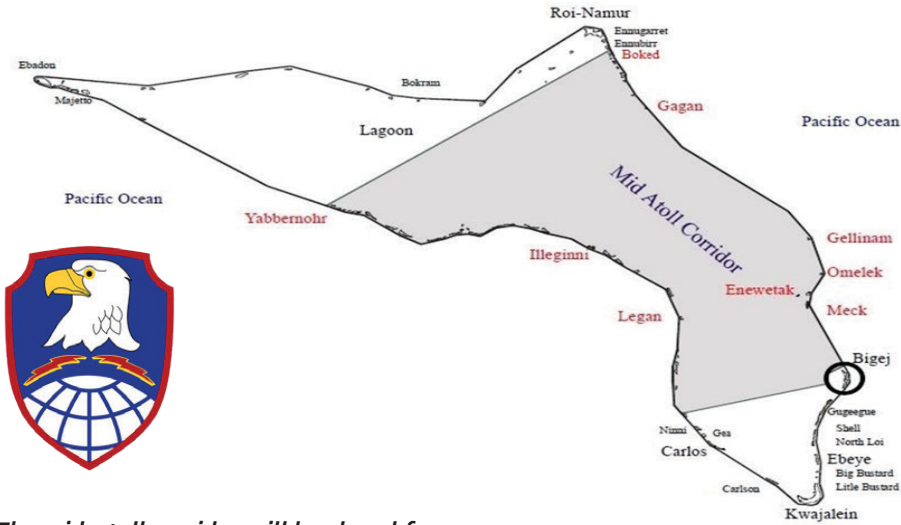 Roi-Namur
Ennugarret
Ennubirr
Boked
Ebadon
Majetto
Bokram
Gagan
Lagoon
Pacific Ocean
Pacific Ocean
Mid Atoll Corridor
Yabbernohr
Gellinam
Illeginni
Omelek
Enewetak
Meck
Legan
Bigej
Gugeegue
Ninni
Gea
Shell
North Loi
Carlos
Ebeye
Big Bustard
Litle Bustard
Carlson
Kwajalein